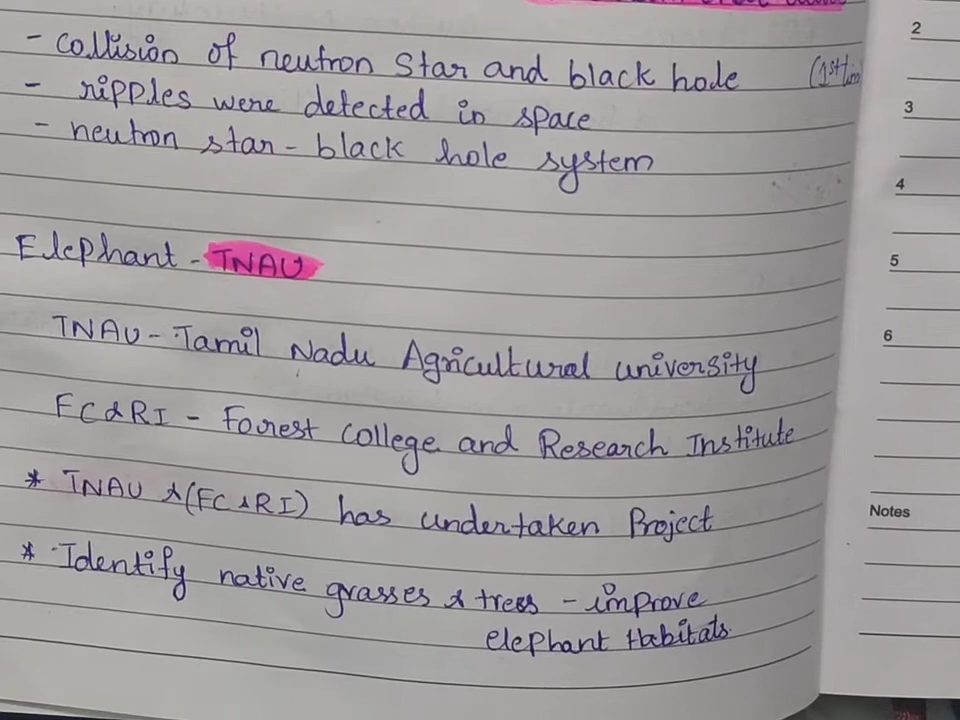 - Collision of neutron Star and black hode (1st
- ripples were detected in space
- neutron star - black hole system
Elephant - TNAU
TNAU - Tamil Nadu Agricultural university
FC&RI - Forest College and Research Institute
* TNAU &(FC&RI) has undertaken Project
* Identify native grasses & trees - improve
elephant Habitats.
2
3
4
5
6
Notes